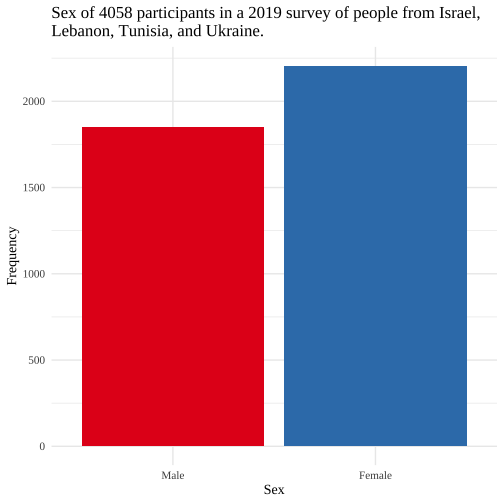 Sex of 4058 participants in a 2019 survey of people from Israel,
Lebanon, Tunisia, and Ukraine.
Frequency
2000
1500
1000
500
0
Male
Female
Sex